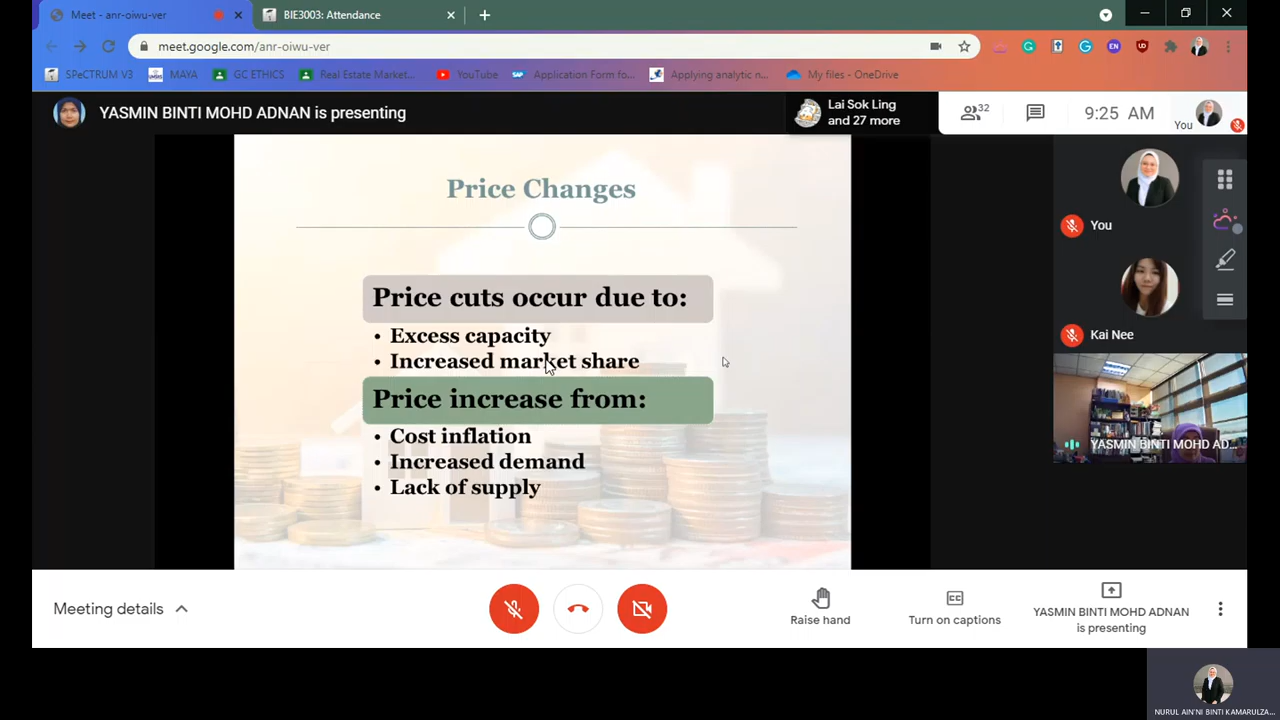 Meet - anr-oiwu-ver
BIE3003: Attendance
meet.google.com/anr-oiwu-ver
SPeCTRUM V3
MAYA
GC ETHICS
Real Estate Market...
YouTube
Application Form fo...
Applying analytic n...
My files - OneDrive
YASMIN BINTI MOHD ADNAN is presenting
Lai Sok Ling
and 27 more
32
9:25 AM
You
Price Changes
Price cuts occur due to:
• Excess capacity
• Increased market share
Price increase from:
• Cost inflation
• Increased demand
• Lack of supply
You
Kai Nee
YASMIN BINTI MOHD AD...
Meeting details
Raise hand
CC
Turn on captions
YASMIN BINTI MOHD ADNAN
is presenting
NURUL AIN'NI BINTI KAMARULZA...